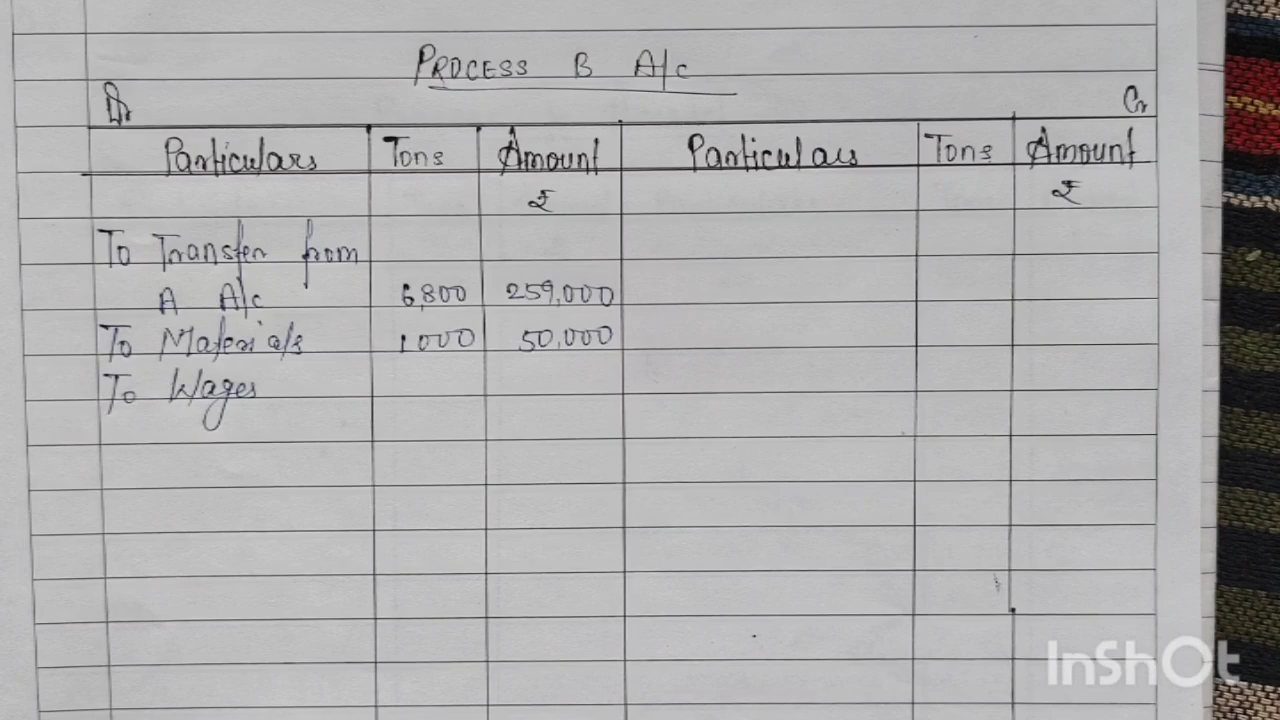 PROCESS B A/c
Dr Cr
Particulars Tons Amount Particulars Tons Amount
₹ ₹
To Transfer from
A A/c 6,800 259,000
To Materials 1000 50,000
To Wages
InShOt